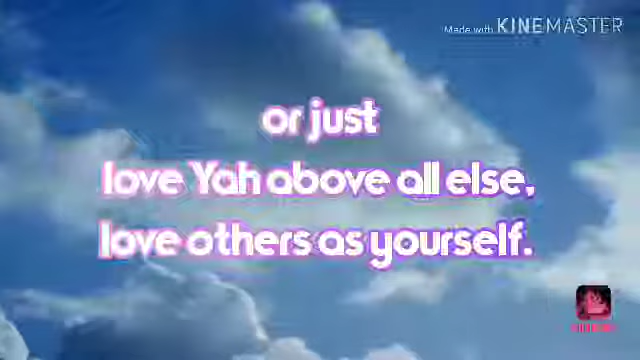 Made with KINEMASTER
or just
love Yah above all else,
love others as yourself.